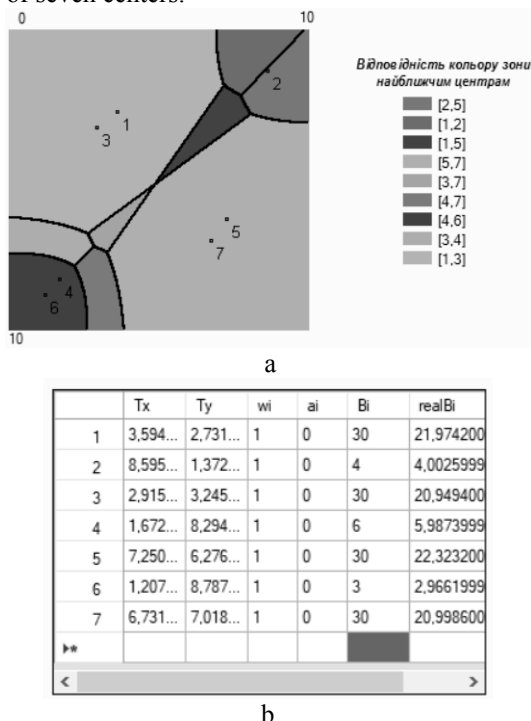 of seven centers.
0 10
Відповідність кольору зони
найближчим центрам
2
1
3
[2,5]
[1,2]
[1,5]
[5,7]
[3,7]
[4,7]
[4,6]
[3,4]
[1,3]
5
7
4
6
10
a
Tx Ty wi ai Bi realBi
1 3,594... 2,731... 1 0 30 21,974200
2 8,595... 1,372... 1 0 4 4,0025999
3 2,915... 3,245... 1 0 30 20,949400
4 1,672... 8,294... 1 0 6 5,9873999
5 7,250... 6,276... 1 0 30 22,323200
6 1,207... 8,787... 1 0 3 2,9661999
7 6,731... 7,018... 1 0 30 20,998600
b